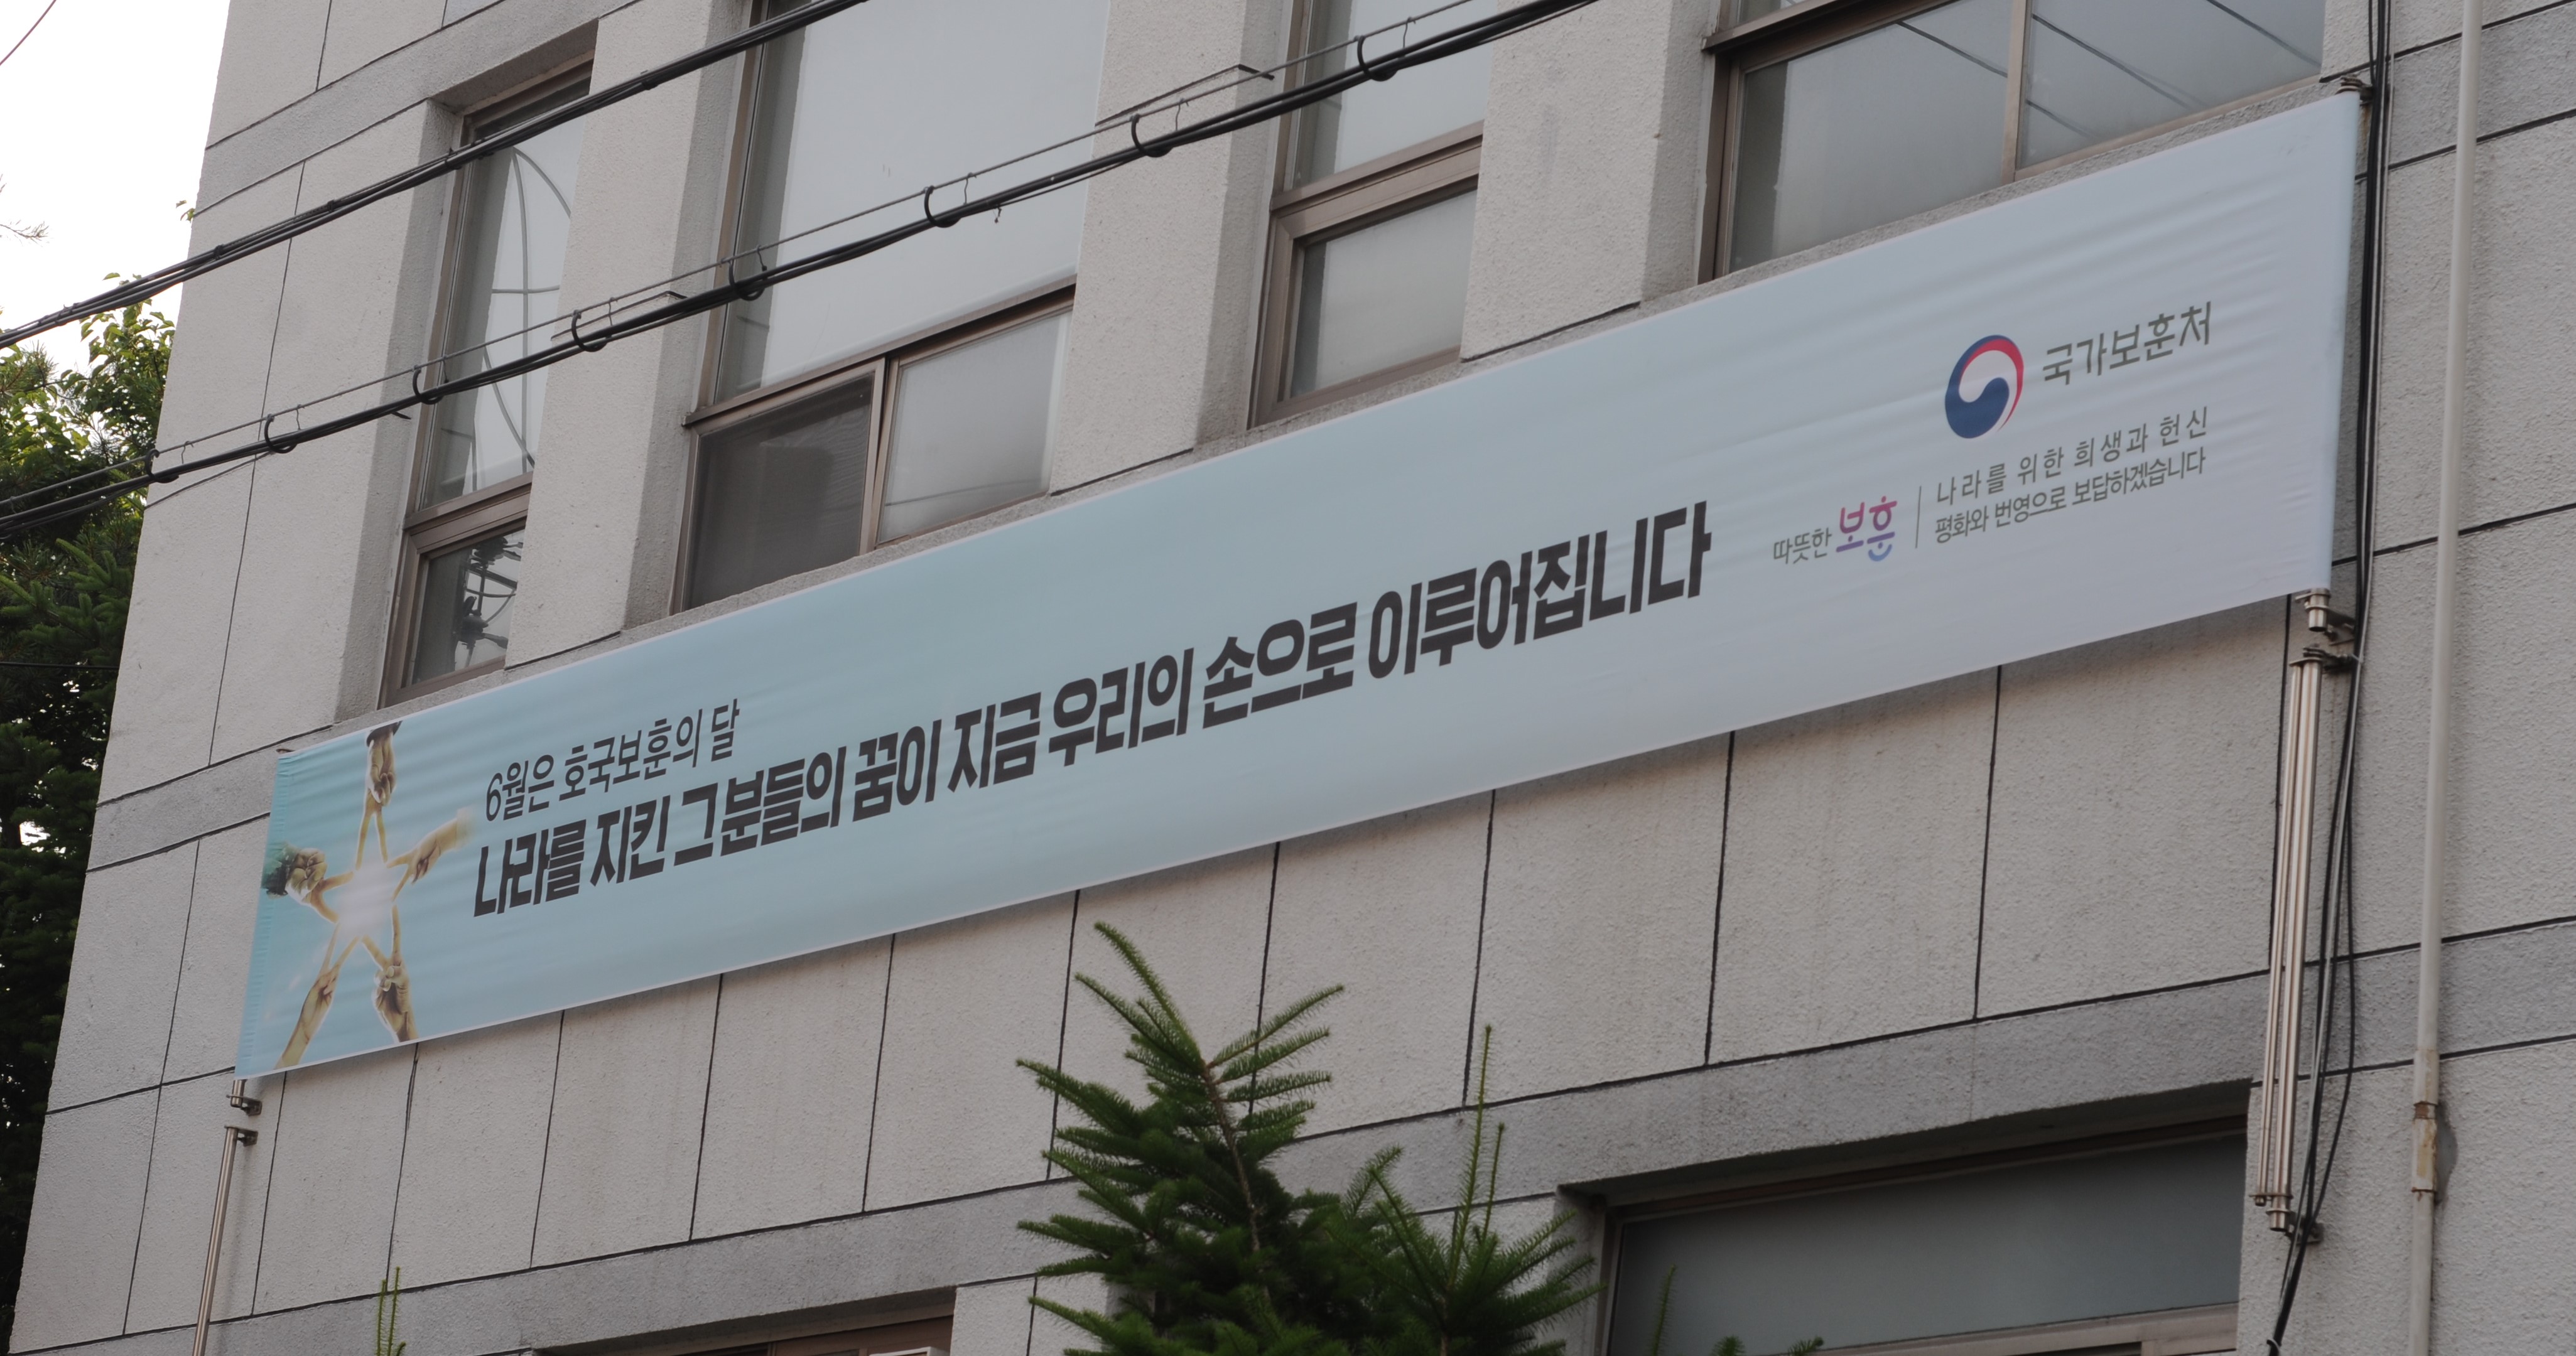 6월은 호국보훈의 달
나라를 지킨 그분들의 꿈이 지금 우리의 손으로 이루어집니다
국가보훈처
따뜻한 보훈
나라를 위한 희생과 헌신
평화와 번영으로 보답하겠습니다